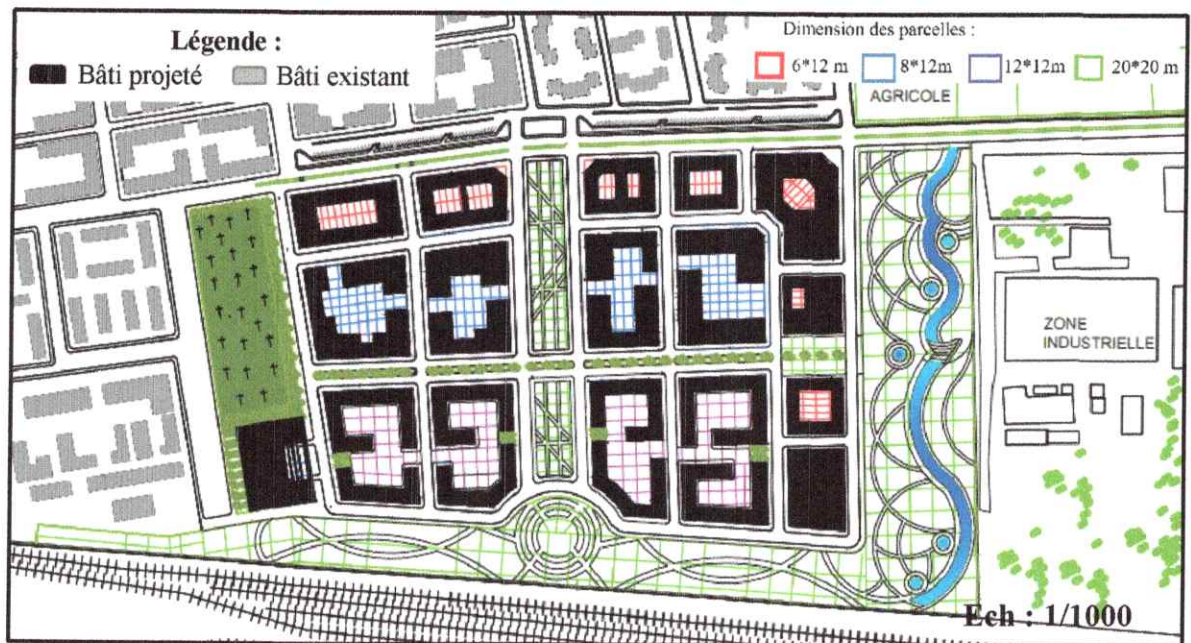 Légende :
Bâti projeté Bâti existant
Dimension des parcelles :
6*12 m 8*12m 12*12m 20*20 m
AGRICOLE
ZONE
INDUSTRIELLE
Ech : 1/1000